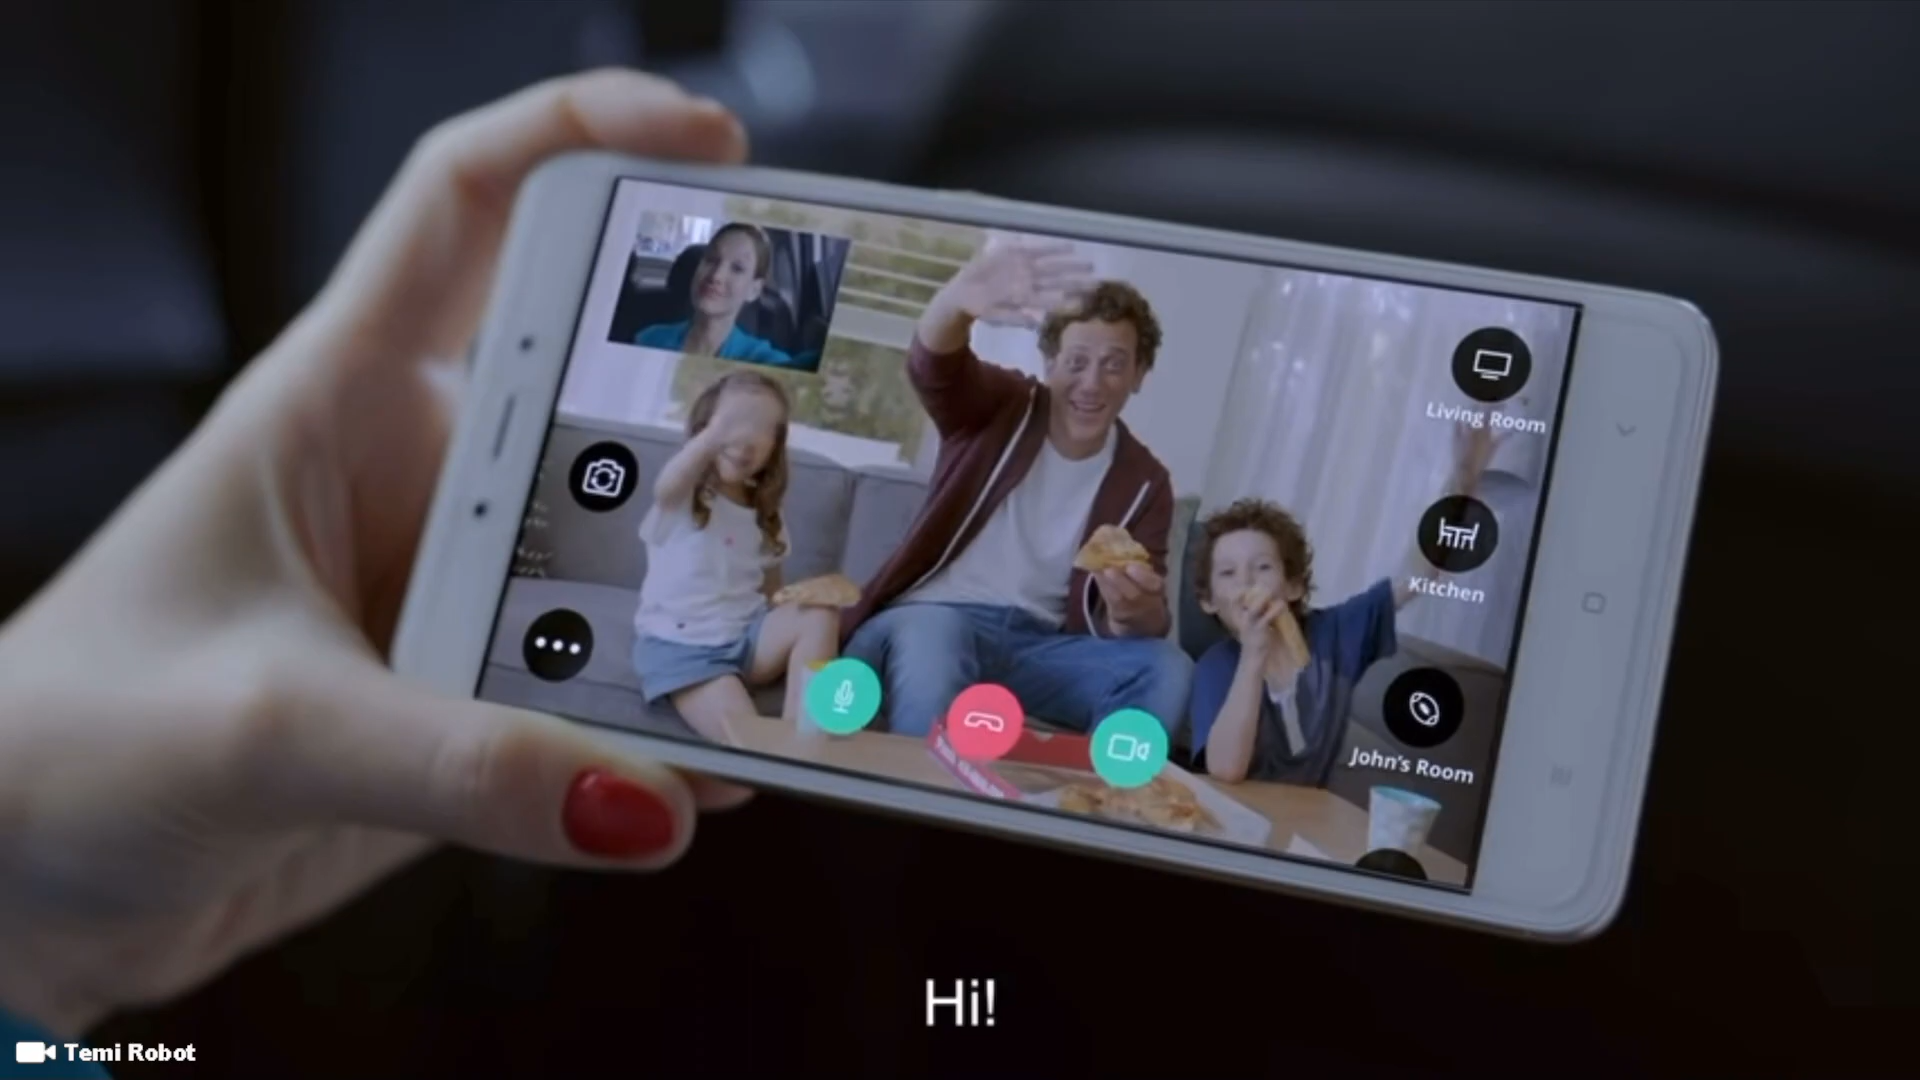 Living Room
Kitchen
John's Room
Hi!
Temi Robot